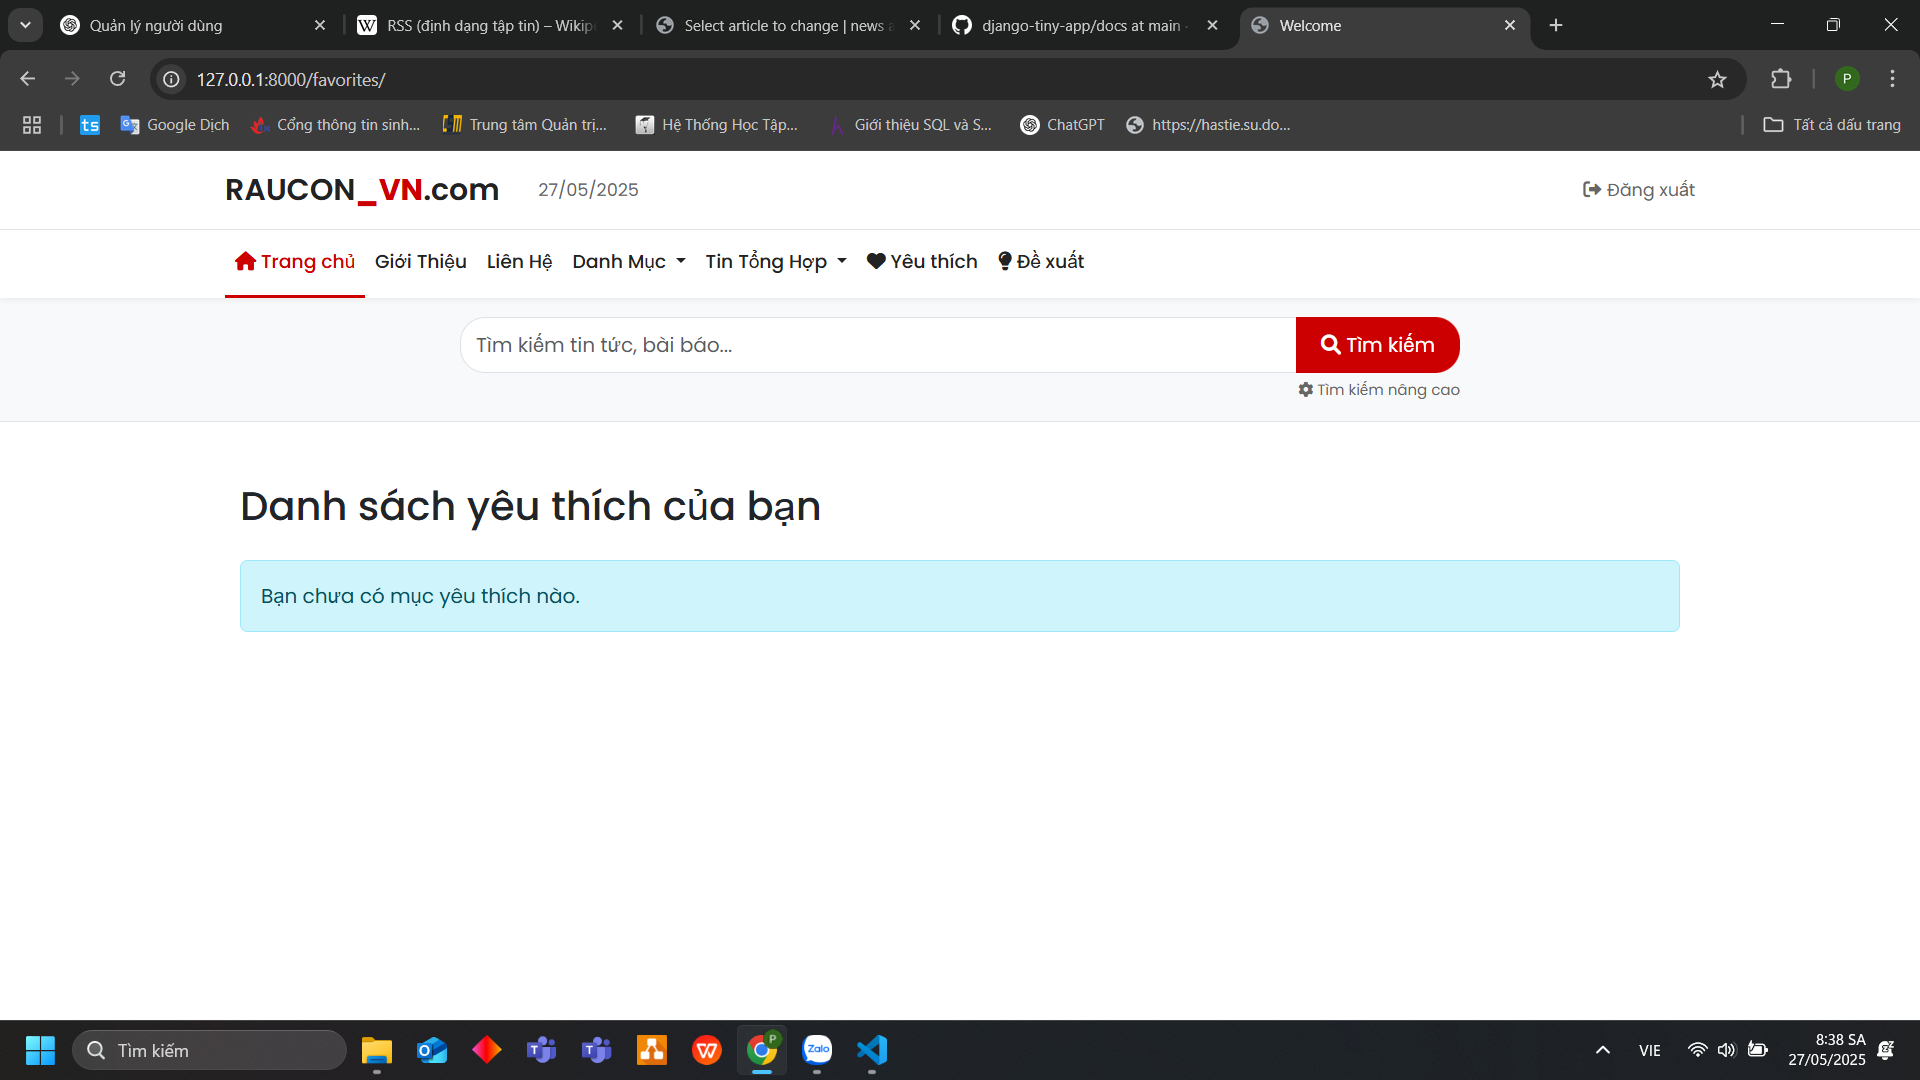 Quản lý người dùng
RSS (định dạng tập tin) – Wikip
Select article to change | news a
django-tiny-app/docs at main
Welcome
127.0.0.1:8000/favorites/
P
ts
Google Dịch
Cổng thông tin sinh...
Trung tâm Quản trị...
Hệ Thống Học Tập...
Giới thiệu SQL và S...
ChatGPT
https://hastie.su.do...
Tất cả dấu trang
RAUCON_VN.com
27/05/2025
Đăng xuất
Trang chủ
Giới Thiệu
Liên Hệ
Danh Mục
Tin Tổng Hợp
Yêu thích
Đề xuất
Tìm kiếm tin tức, bài báo...
Tìm kiếm
Tìm kiếm nâng cao
Danh sách yêu thích của bạn
Bạn chưa có mục yêu thích nào.
Tìm kiếm
Zalo
VIE
8:38 SA
27/05/2025